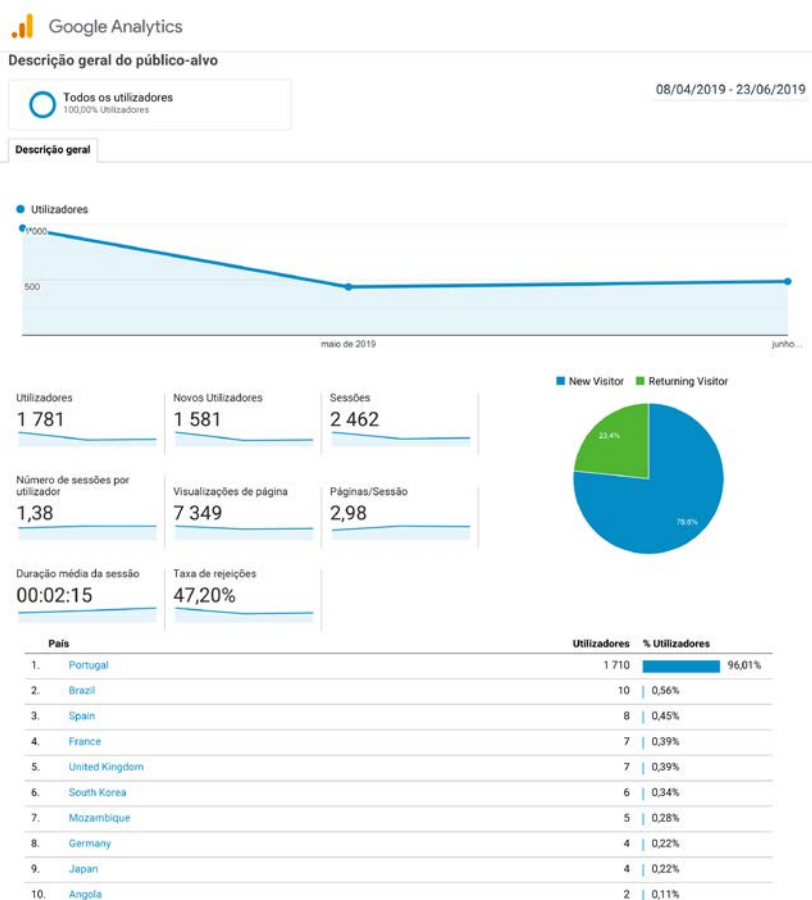 Google Analytics
Descrição geral do público-alvo
Todos os utilizadores
100,00% Utilizadores
08/04/2019 - 23/06/2019
Descrição geral
Utilizadores
1 000
500
maio de 2019
junho...
New Visitor
Returning Visitor
Utilizadores
1 781
Novos Utilizadores
1 581
Sessões
2 462
23.4%
76.6%
Número de sessões por
utilizador
1,38
Visualizações de página
7 349
Páginas/Sessão
2,98
Duração média da sessão
00:02:15
Taxa de rejeições
47,20%
País
Utilizadores
% Utilizadores
1. Portugal 1 710 96,01%
2. Brazil 10 0,56%
3. Spain 8 0,45%
4. France 7 0,39%
5. United Kingdom 7 0,39%
6. South Korea 6 0,34%
7. Mozambique 5 0,28%
8. Germany 4 0,22%
9. Japan 4 0,22%
10. Angola 2 0,11%